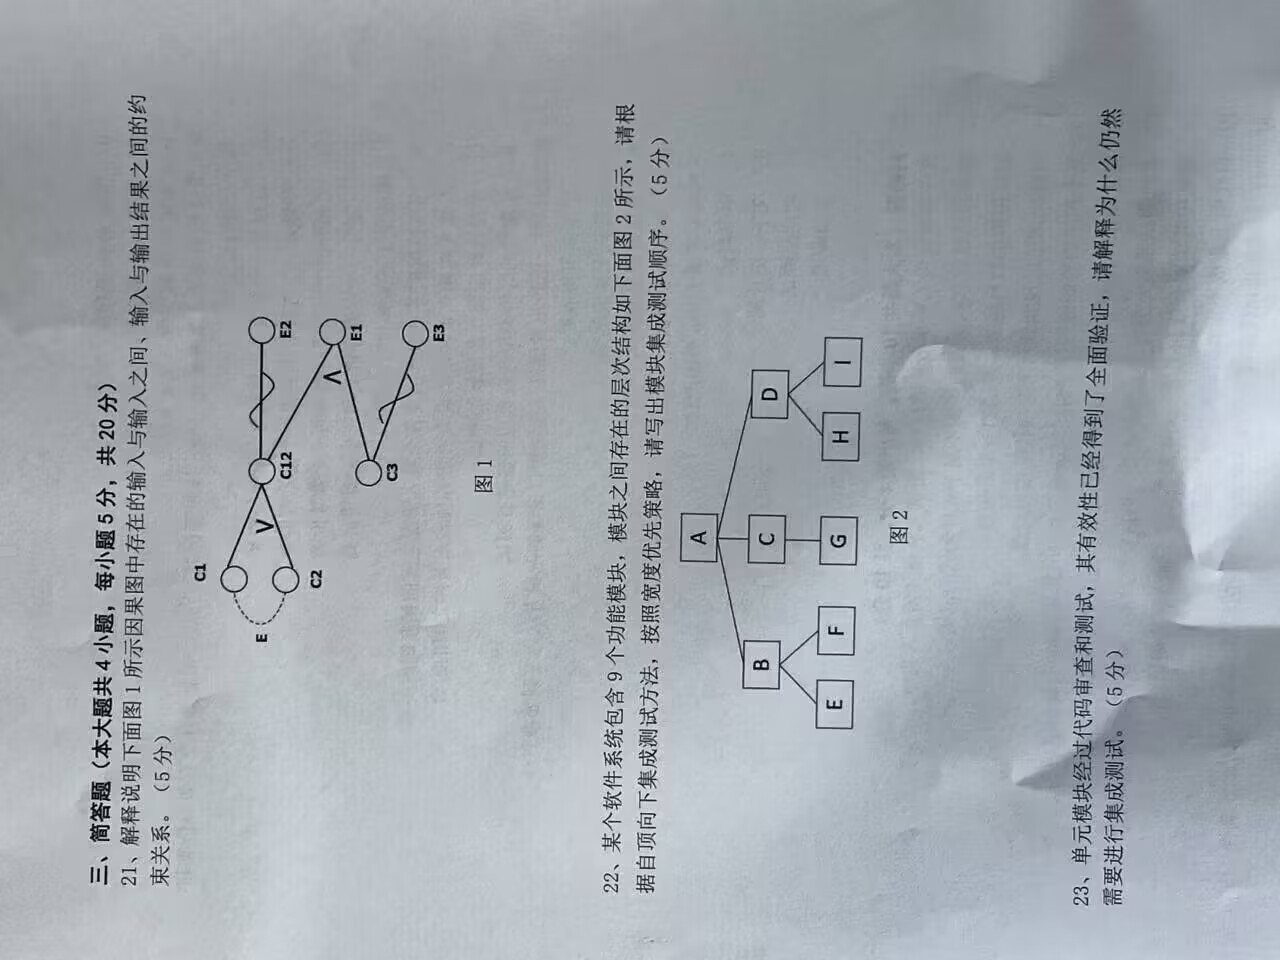 三、简答题（本大题共 4 小题，每小题 5 分，共 20 分）
21、解释说明下面图 1 所示因果图中存在的输入与输入之间、输入与输出结果之间的约
束关系。（5 分）
C1
E
V
C12
E2
C2
Λ
E1
C3
E3
图 1
22、某个软件系统包含 9 个功能模块，模块之间存在的层次结构如下面图 2 所示，请根
据自顶向下集成测试方法，按照宽度优先策略，请写出模块集成测试顺序。（5 分）
A
B C D
E F G H I
图 2
23、单元模块经过代码审查和测试，其有效性已经得到了全面验证，请解释为什么仍然
需要进行集成测试。（5 分）